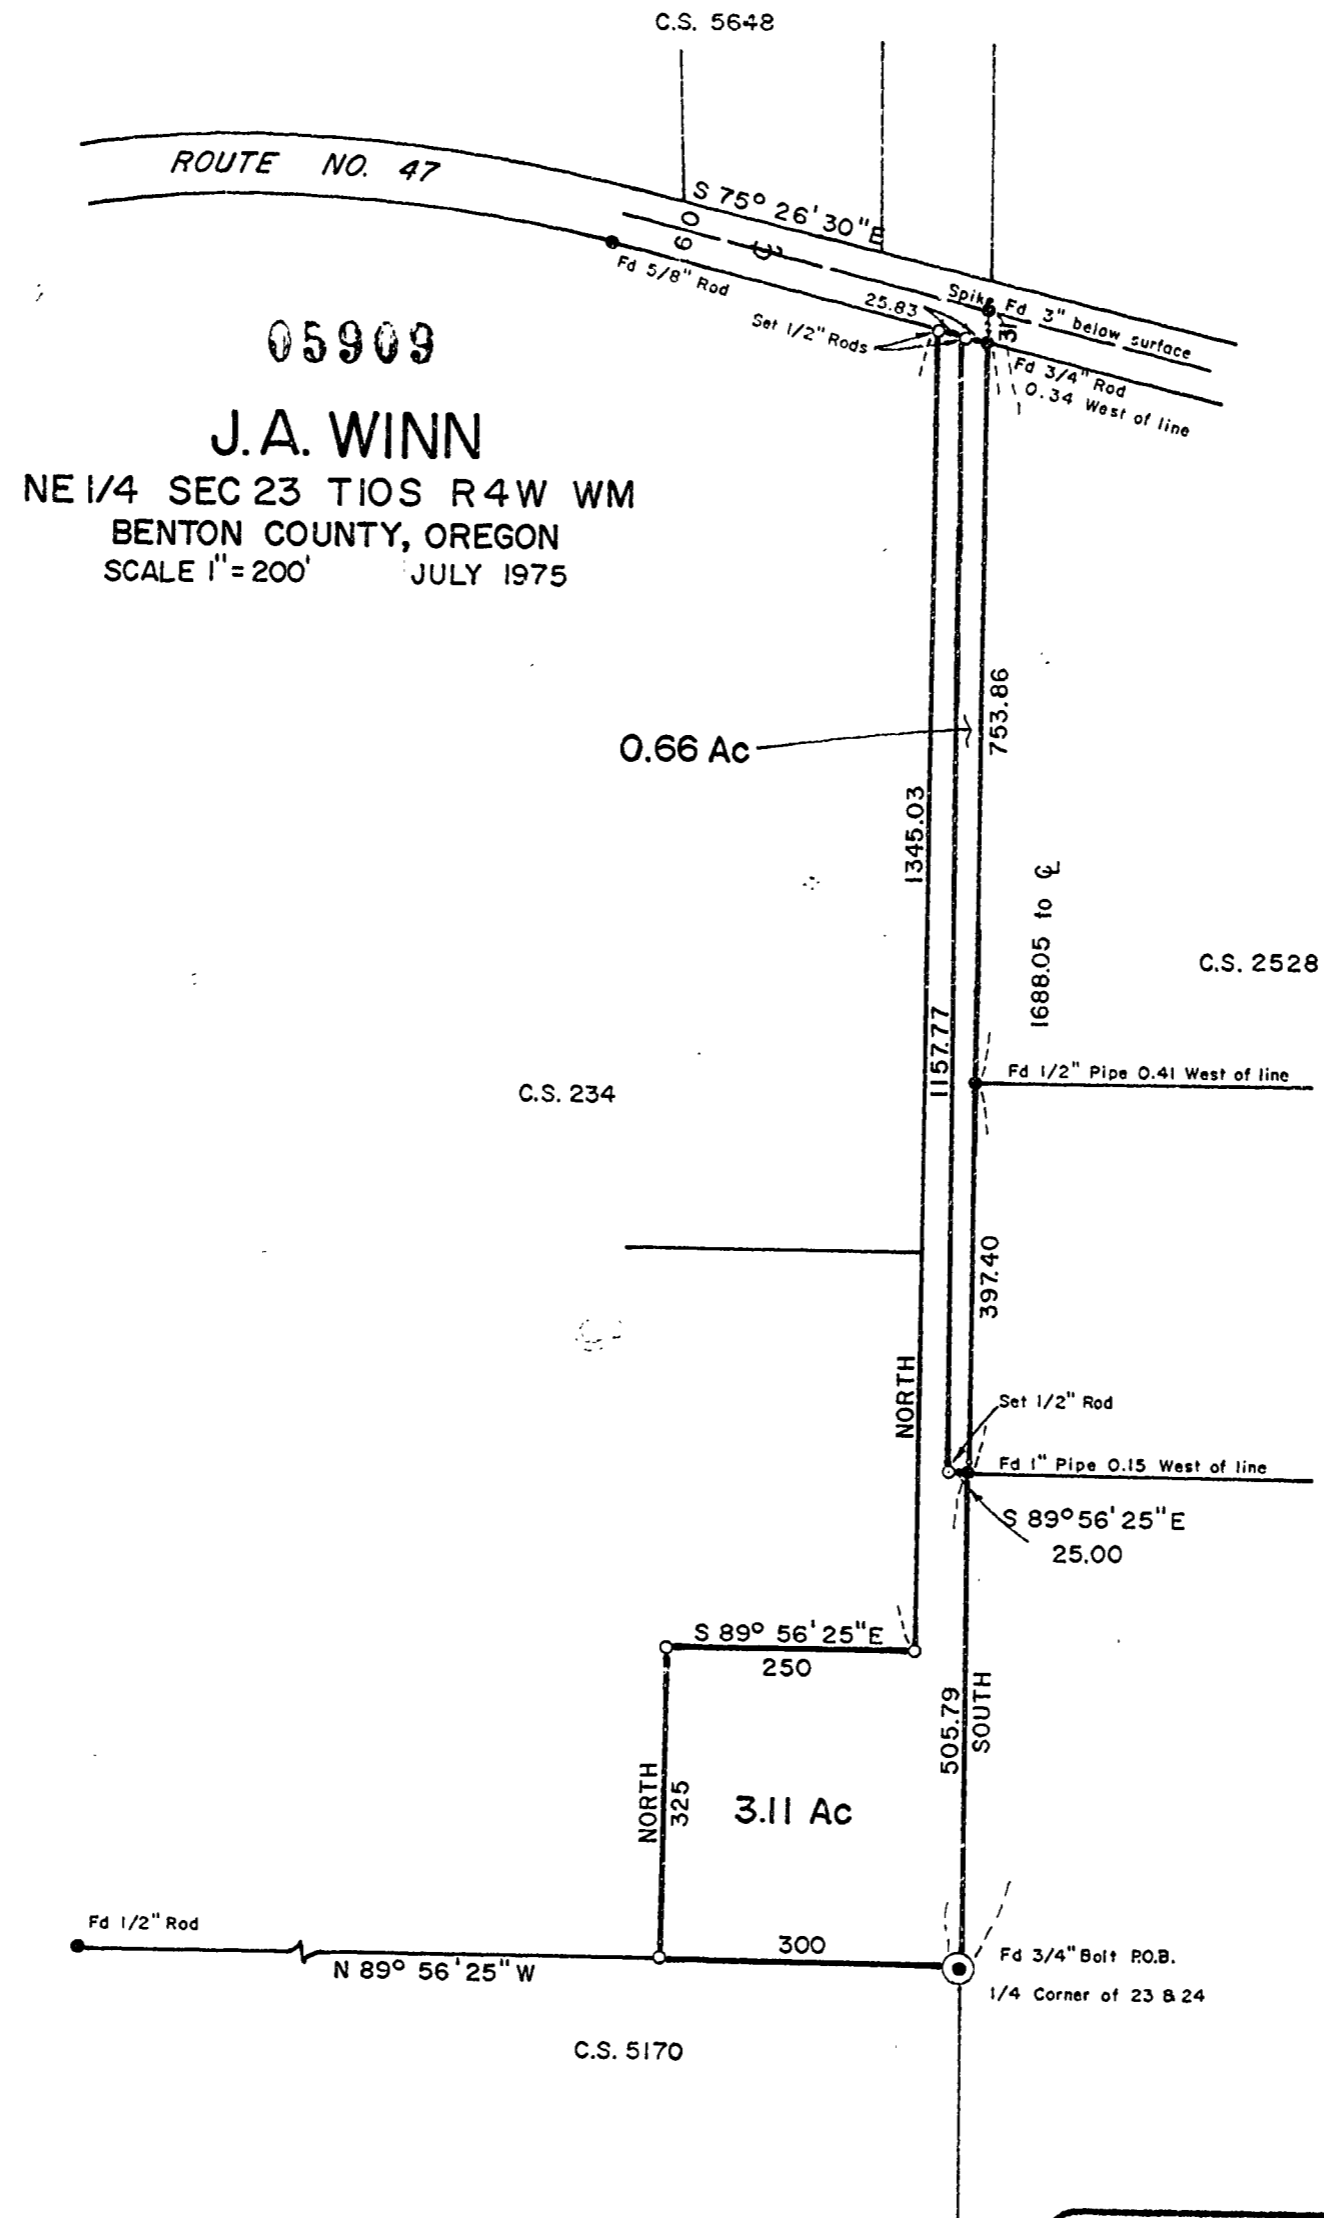 C.S. 5648
ROUTE NO. 47
S 75° 26' 30" E
60
℄
Fd 5/8" Rod
25.83
Spike Fd 3" below surface
Set 1/2" Rods
31
Fd 3/4" Rod
0.34 West of line
05909
J.A. WINN
NE 1/4 SEC 23 T10S R4W WM
BENTON COUNTY, OREGON
SCALE 1" = 200' JULY 1975
753.86
0.66 Ac
1345.03
1688.05 to ℄
C.S. 2528
1157.77
Fd 1/2" Pipe 0.41 West of line
C.S. 234
397.40
NORTH
Set 1/2" Rod
Fd 1" Pipe 0.15 West of line
S 89° 56' 25" E
25.00
S 89° 56' 25" E
250
505.79
SOUTH
NORTH
325
3.11 Ac
Fd 1/2" Rod
N 89° 56' 25" W
300
Fd 3/4" Bolt P.O.B.
1/4 Corner of 23 & 24
C.S. 5170